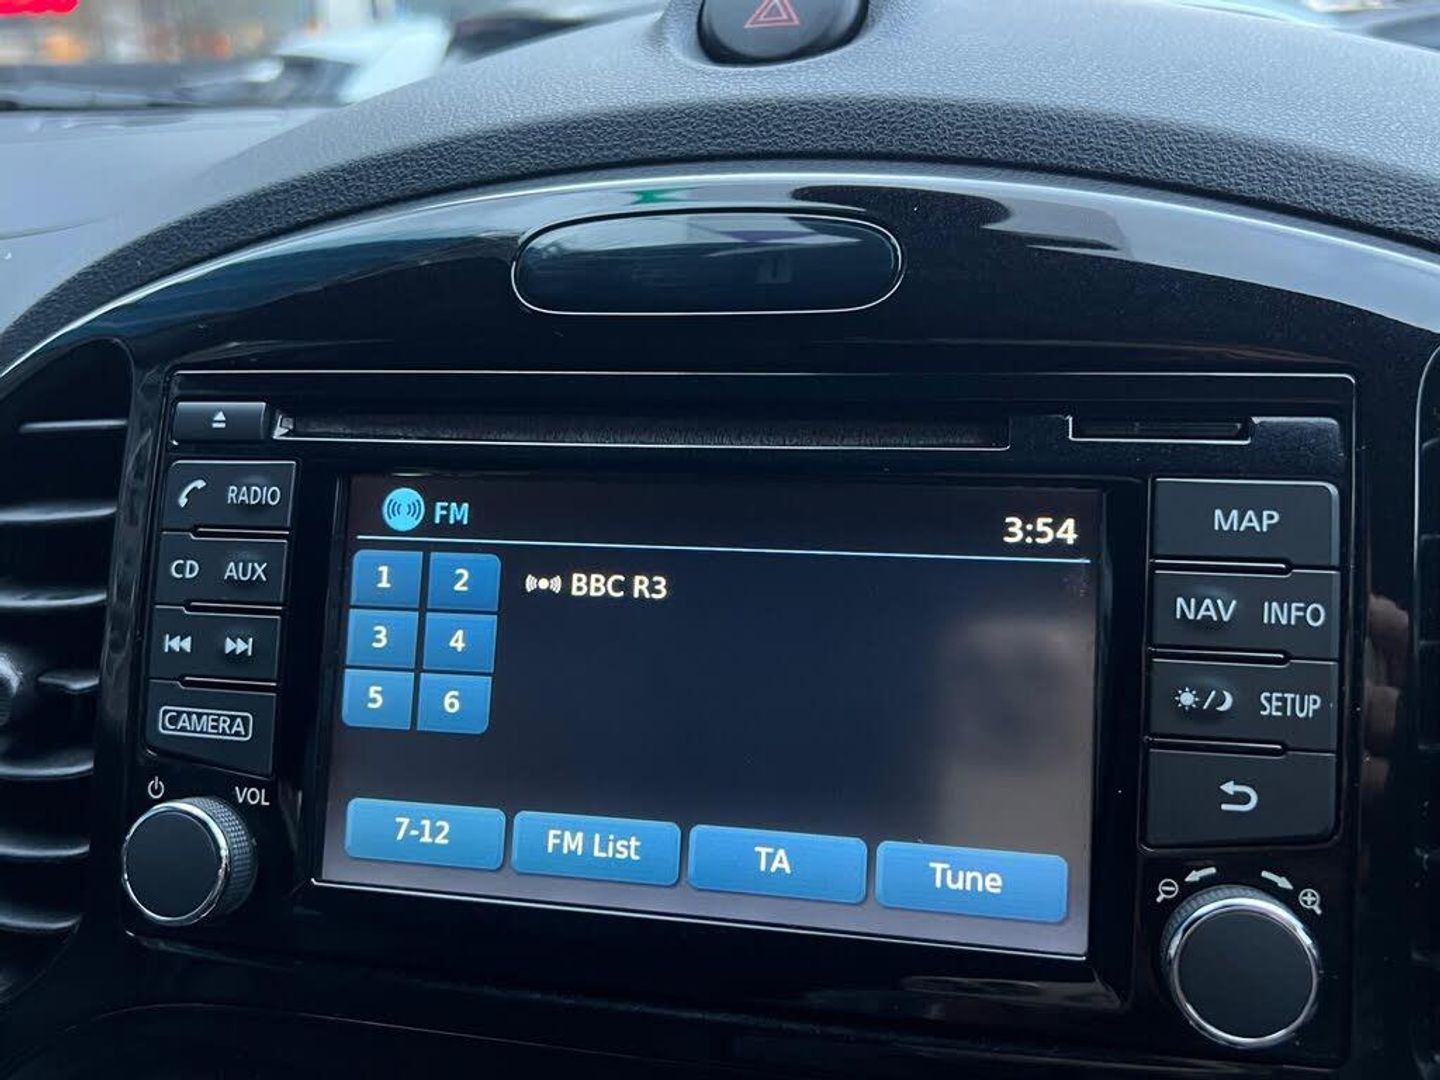 RADIO
CD AUX
CAMERA
VOL
FM
3:54
1 2
3 4
5 6
BBC R3
7-12 FM List TA Tune
MAP
NAV INFO
SETUP